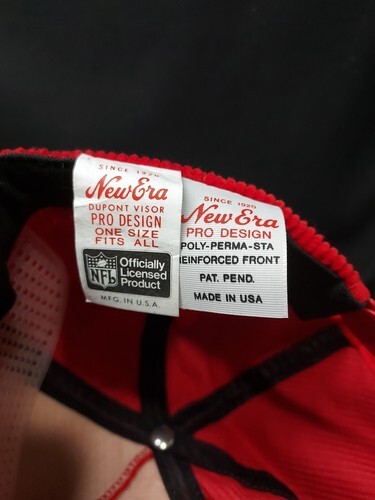 SINCE 1920
New Era
DUPONT VISOR
PRO DESIGN
ONE SIZE
FITS ALL
NFL
Officially
Licensed
Product
MFG. IN U.S.A.
SINCE 1920
New Era
PRO DESIGN
POLY-PERMA-STA
REINFORCED FRONT
PAT. PEND.
MADE IN USA